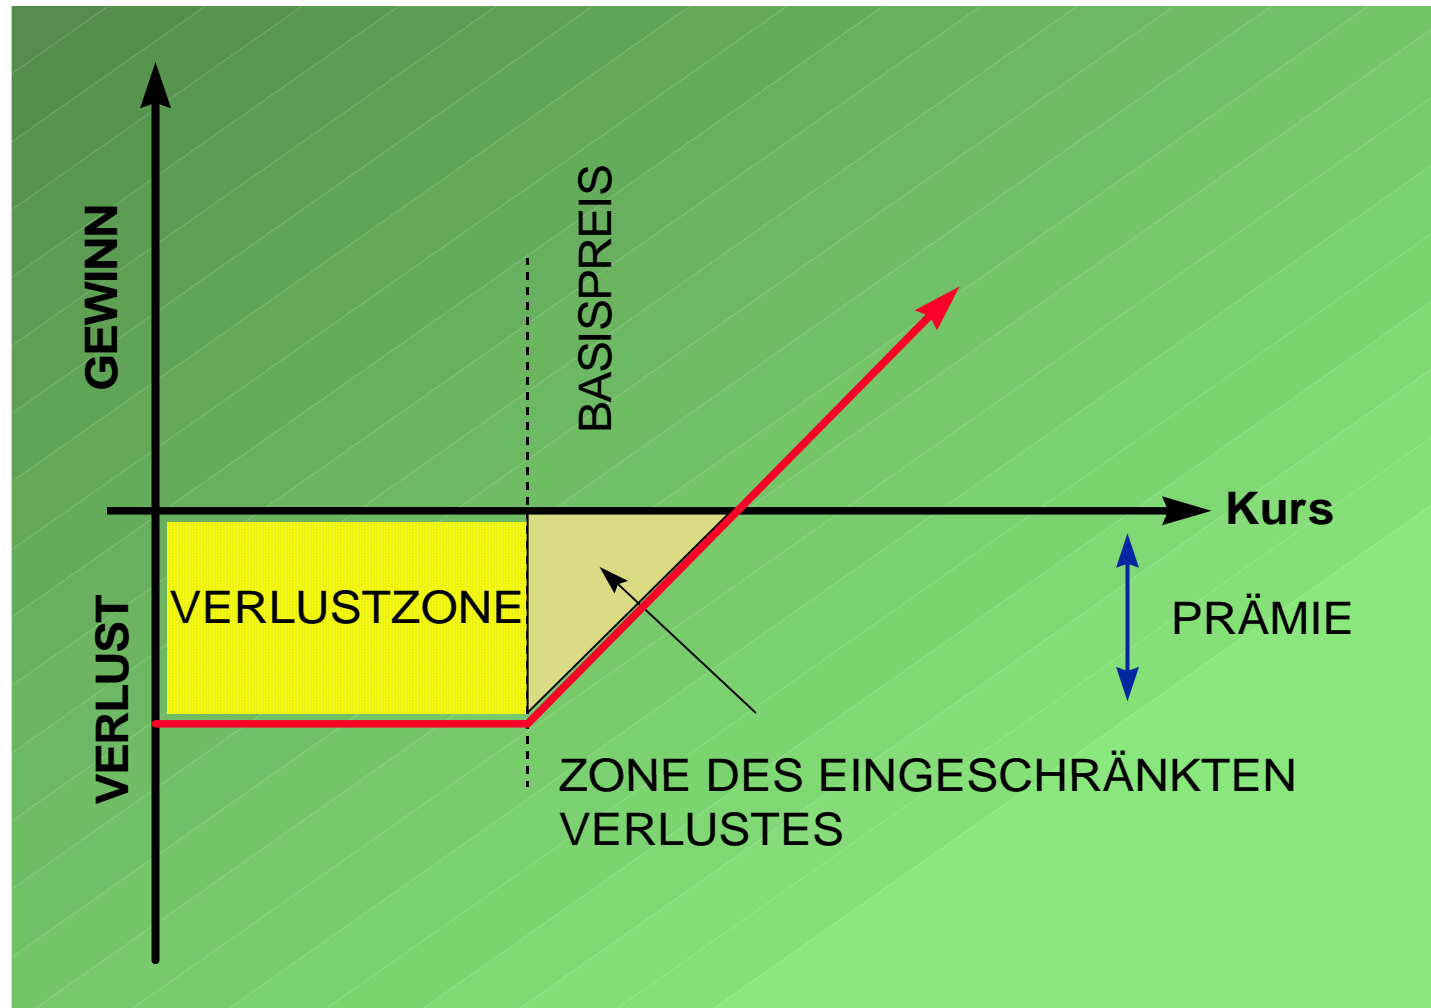 GEWINN
BASISPREIS
Kurs
VERLUSTZONE
PRÄMIE
VERLUST
ZONE DES EINGESCHRÄNKTEN
VERLUSTES